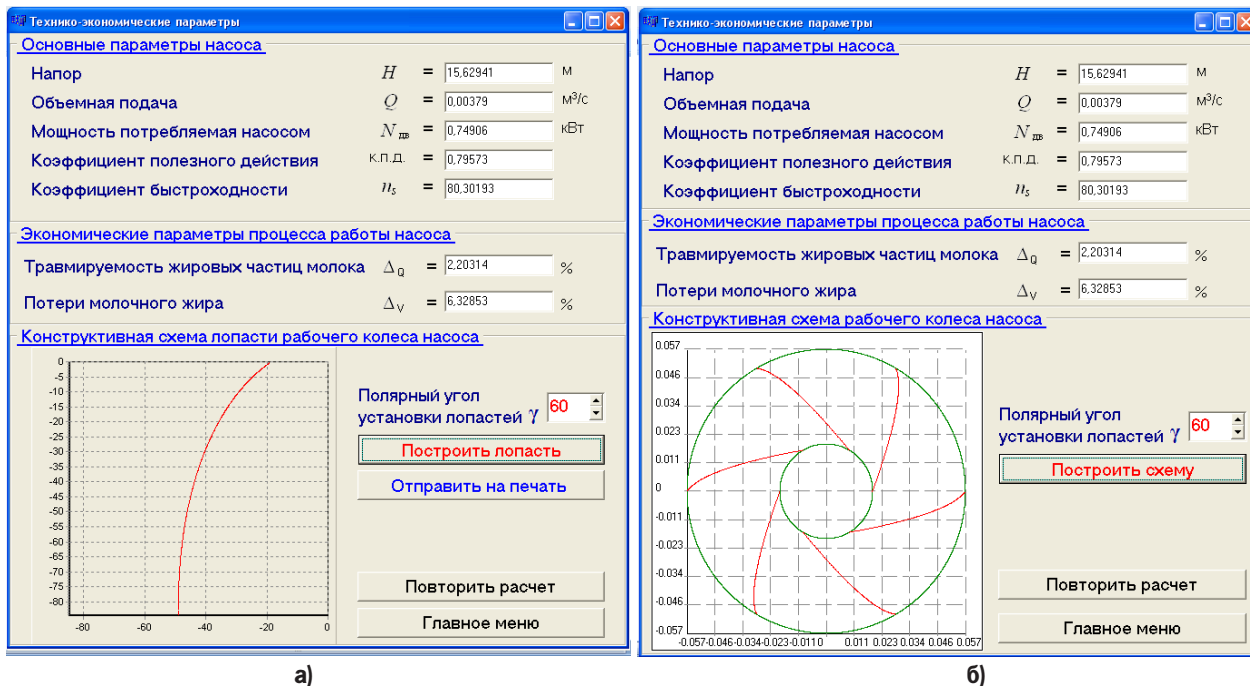 Технико-экономические параметры
Основные параметры насоса
Напор H = 15,62941 м
Объемная подача Q = 0,00379 м³/с
Мощность потребляемая насосом N дв = 0,74906 кВт
Коэффициент полезного действия к.п.д. = 0,79573
Коэффициент быстроходности n s = 80,30193
Экономические параметры процесса работы насоса
Травмируемость жировых частиц молока Δ Q = 2,20314 %
Потери молочного жира Δ V = 6,32853 %
Конструктивная схема лопасти рабочего колеса насоса
0
-5
-10
-15
-20
-25
-30
-35
-40
-45
-50
-55
-60
-65
-70
-75
-80
-80 -60 -40 -20 0
Полярный угол
установки лопастей γ 60
Построить лопасть
Отправить на печать
Повторить расчет
Главное меню
а)
Технико-экономические параметры
Основные параметры насоса
Напор H = 15,62941 м
Объемная подача Q = 0,00379 м³/с
Мощность потребляемая насосом N дв = 0,74906 кВт
Коэффициент полезного действия к.п.д. = 0,79573
Коэффициент быстроходности n s = 80,30193
Экономические параметры процесса работы насоса
Травмируемость жировых частиц молока Δ Q = 2,20314 %
Потери молочного жира Δ V = 6,32853 %
Конструктивная схема рабочего колеса насоса
0.057
0.046
0.034
0.023
0.011
0
-0.011
-0.023
-0.034
-0.046
-0.057
-0.057-0.046-0.034-0.023-0.0110 0.011 0.023 0.034 0.046 0.057
Полярный угол
установки лопастей γ 60
Построить схему
Повторить расчет
Главное меню
б)